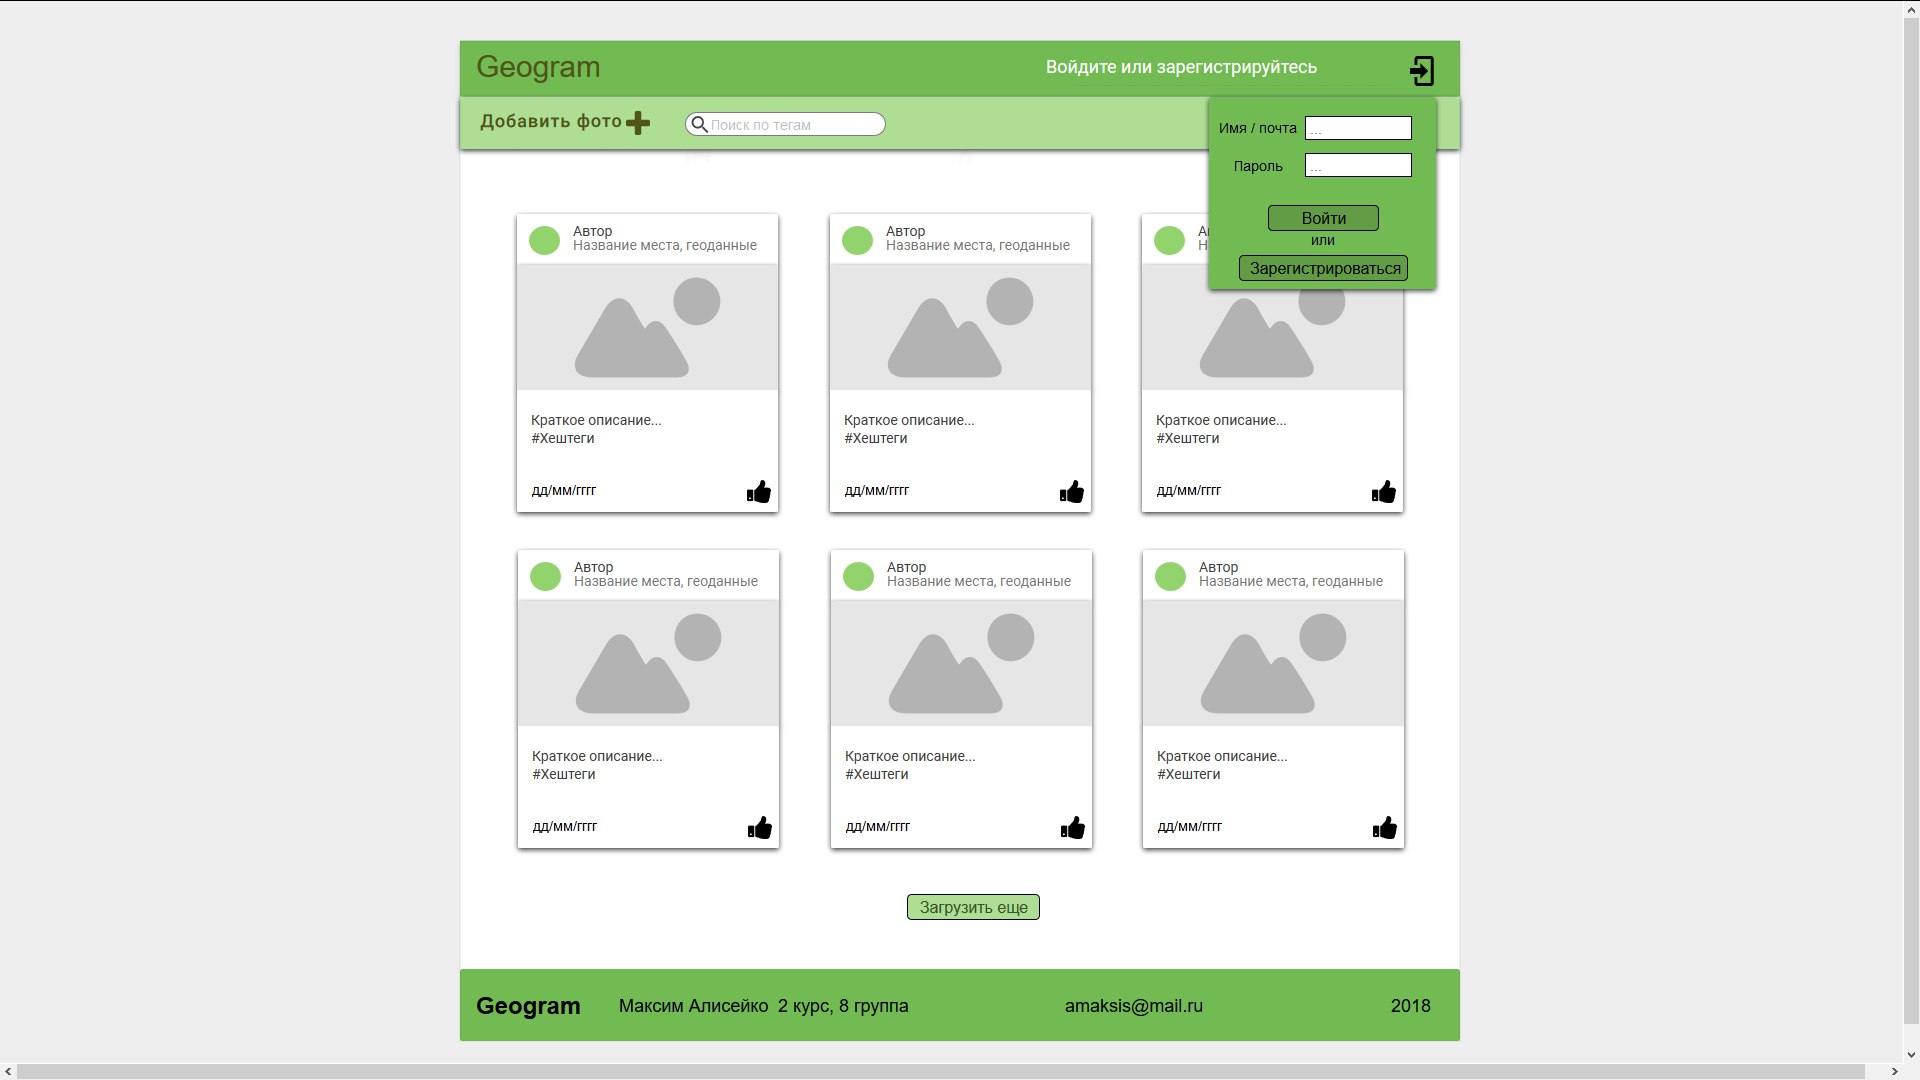 Geogram
Войдите или зарегистрируйтесь
Добавить фото
Поиск по тегам
Имя / почта ...
Пароль ...
Войти
или
Зарегистрироваться
Автор
Название места, геоданные
Краткое описание...
#Хештеги
дд/мм/гггг
Автор
Название места, геоданные
Краткое описание...
#Хештеги
дд/мм/гггг
Краткое описание...
#Хештеги
дд/мм/гггг
Автор
Название места, геоданные
Краткое описание...
#Хештеги
дд/мм/гггг
Автор
Название места, геоданные
Краткое описание...
#Хештеги
дд/мм/гггг
Автор
Название места, геоданные
Краткое описание...
#Хештеги
дд/мм/гггг
Загрузить еще
Geogram Максим Алисейко 2 курс, 8 группа amaksis@mail.ru 2018